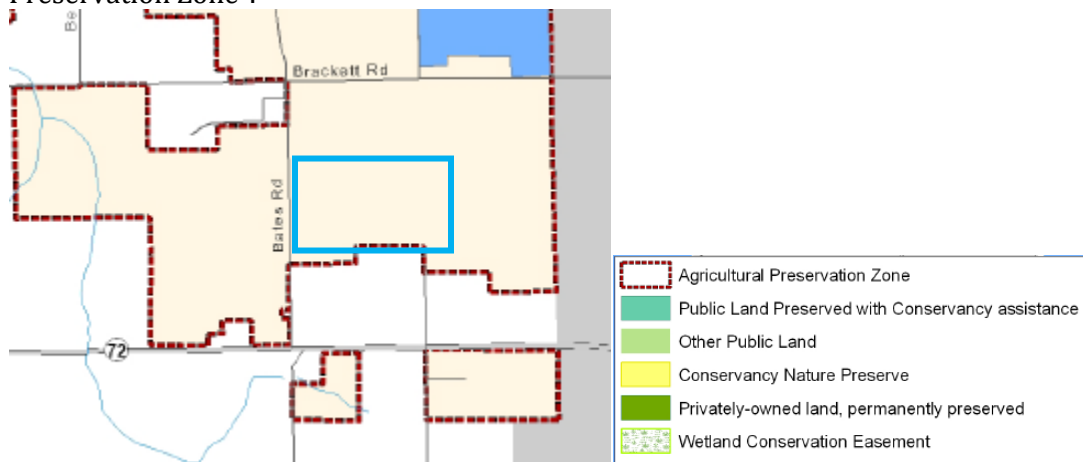 Preservation Zone .
Be
Brackett Rd
Bates Rd
72
Agricultural Preservation Zone
Public Land Preserved with Conservancy assistance
Other Public Land
Conservancy Nature Preserve
Privately-owned land, permanently preserved
Wetland Conservation Easement